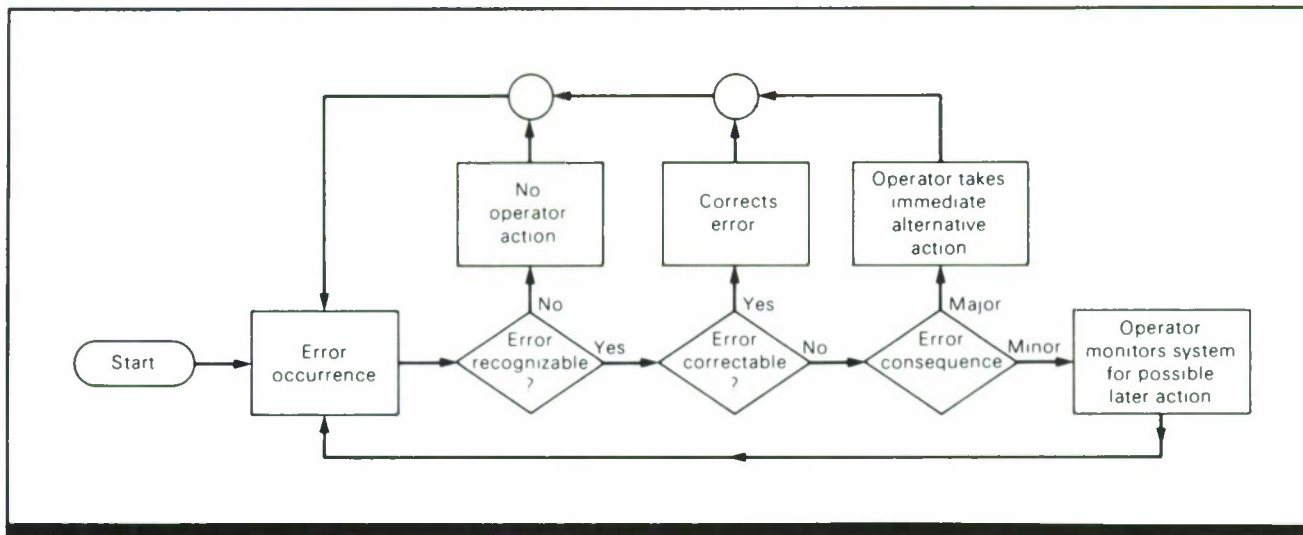 No
operator
action
Corrects
error
Operator takes
immediate
alternative
action
No
Yes
Major
Start
Error
occurrence
Error
recognizable
?
Yes
Error
correctable
?
No
Error
consequence
Minor
Operator
monitors system
for possible
later action